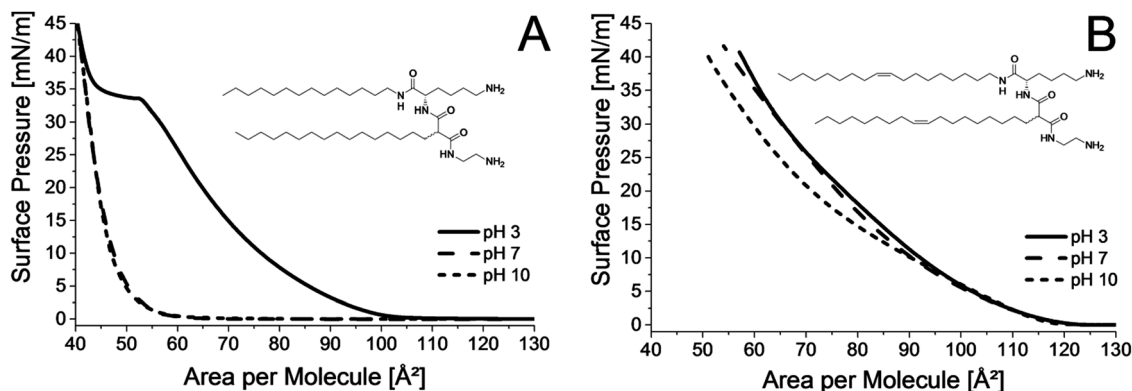 A
Surface Pressure [mN/m]
45
40
35
30
25
20
15
10
5
0
40 50 60 70 80 90 100 110 120 130
Area per Molecule [Å²]
O
N
H
NH₂
HN
O
O
HN
NH₂
pH 3
pH 7
pH 10
B
Surface Pressure [mN/m]
45
40
35
30
25
20
15
10
5
0
40 50 60 70 80 90 100 110 120 130
Area per Molecule [Å²]
O
N
H
NH₂
HN
O
O
HN
NH₂
pH 3
pH 7
pH 10